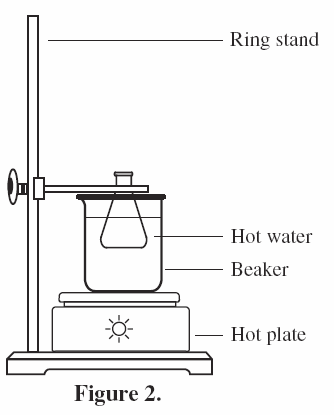 Ring stand
Hot water
Beaker
Hot plate
Figure 2.